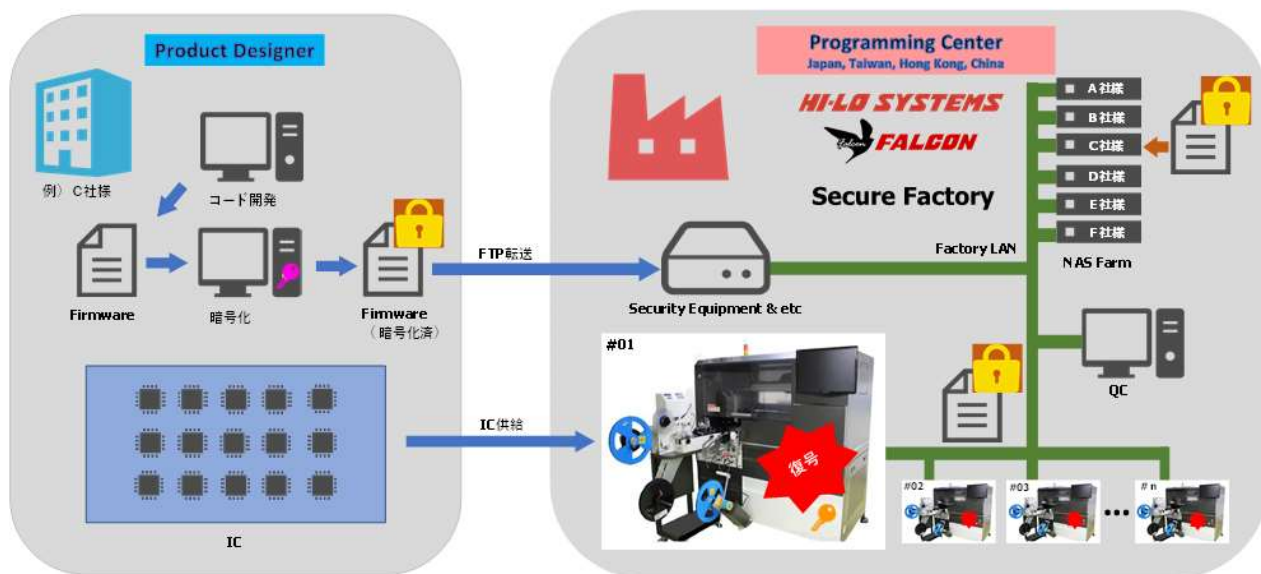 Product Designer
例）C社様
コード開発
Firmware
暗号化
Firmware
（暗号化済）
IC
FTP転送
IC供給
Programming Center
Japan, Taiwan, Hong Kong, China
HI-LO SYSTEMS
falcon
FALCON
Secure Factory
Security Equipment & etc
Factory LAN
A社様
B社様
C社様
D社様
E社様
F社様
NAS Farm
QC
#01
復号
#02
#03
# n